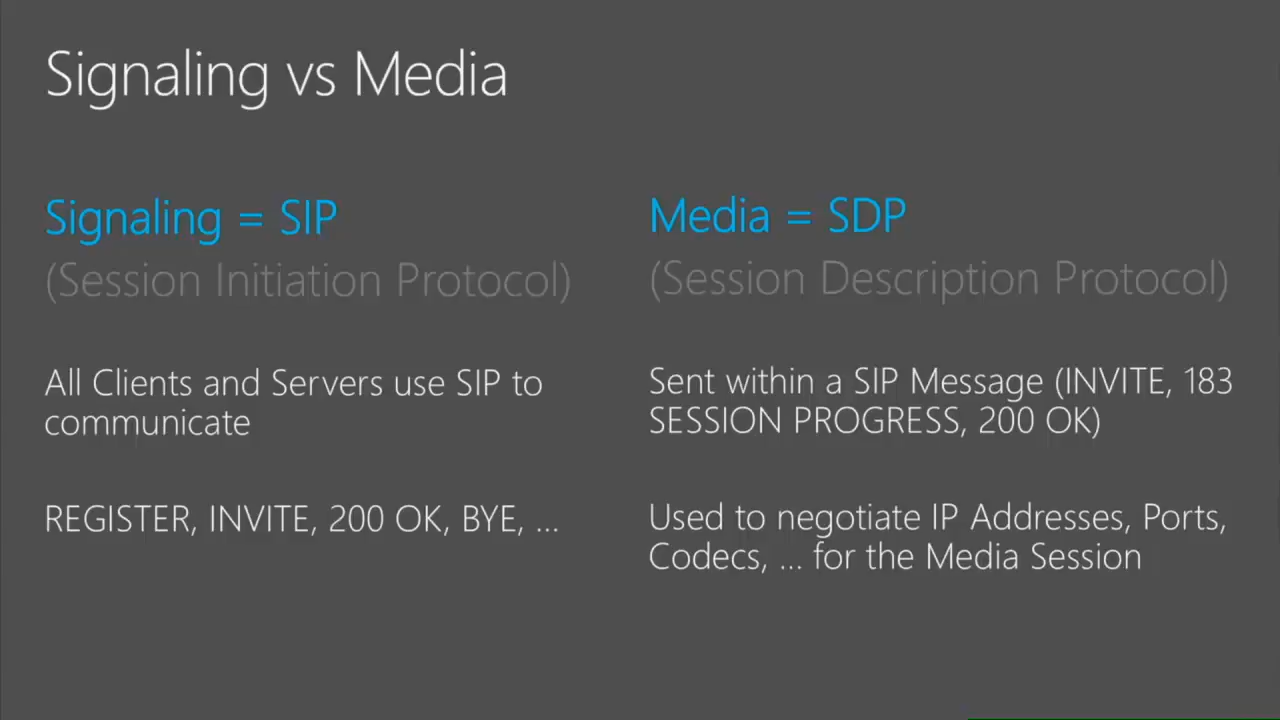 Signaling vs Media
Signaling = SIP
(Session Initiation Protocol)
All Clients and Servers use SIP to
communicate
REGISTER, INVITE, 200 OK, BYE, ...
Media = SDP
(Session Description Protocol)
Sent within a SIP Message (INVITE, 183
SESSION PROGRESS, 200 OK)
Used to negotiate IP Addresses, Ports,
Codecs, ... for the Media Session